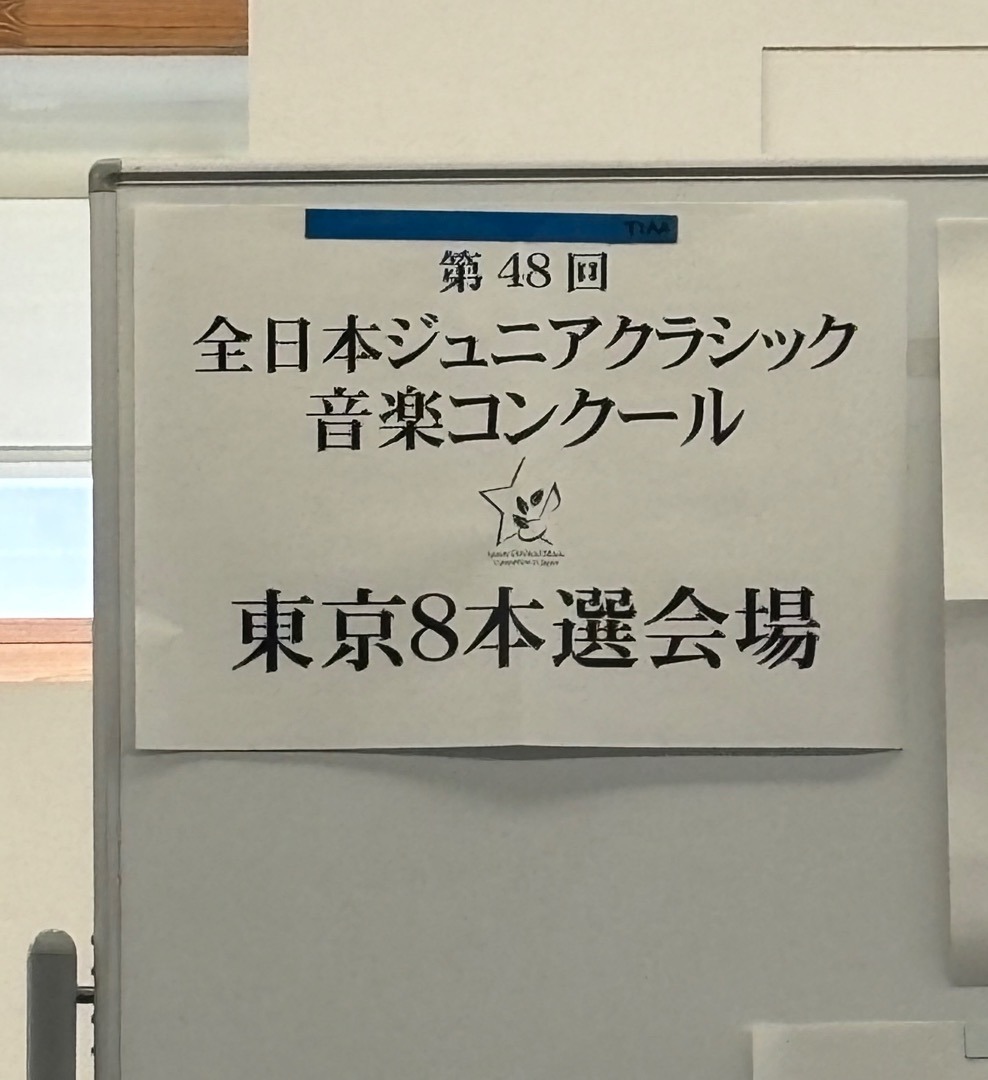 TIAA
第48回
全日本ジュニアクラシック
音楽コンクール
東京8本選会場